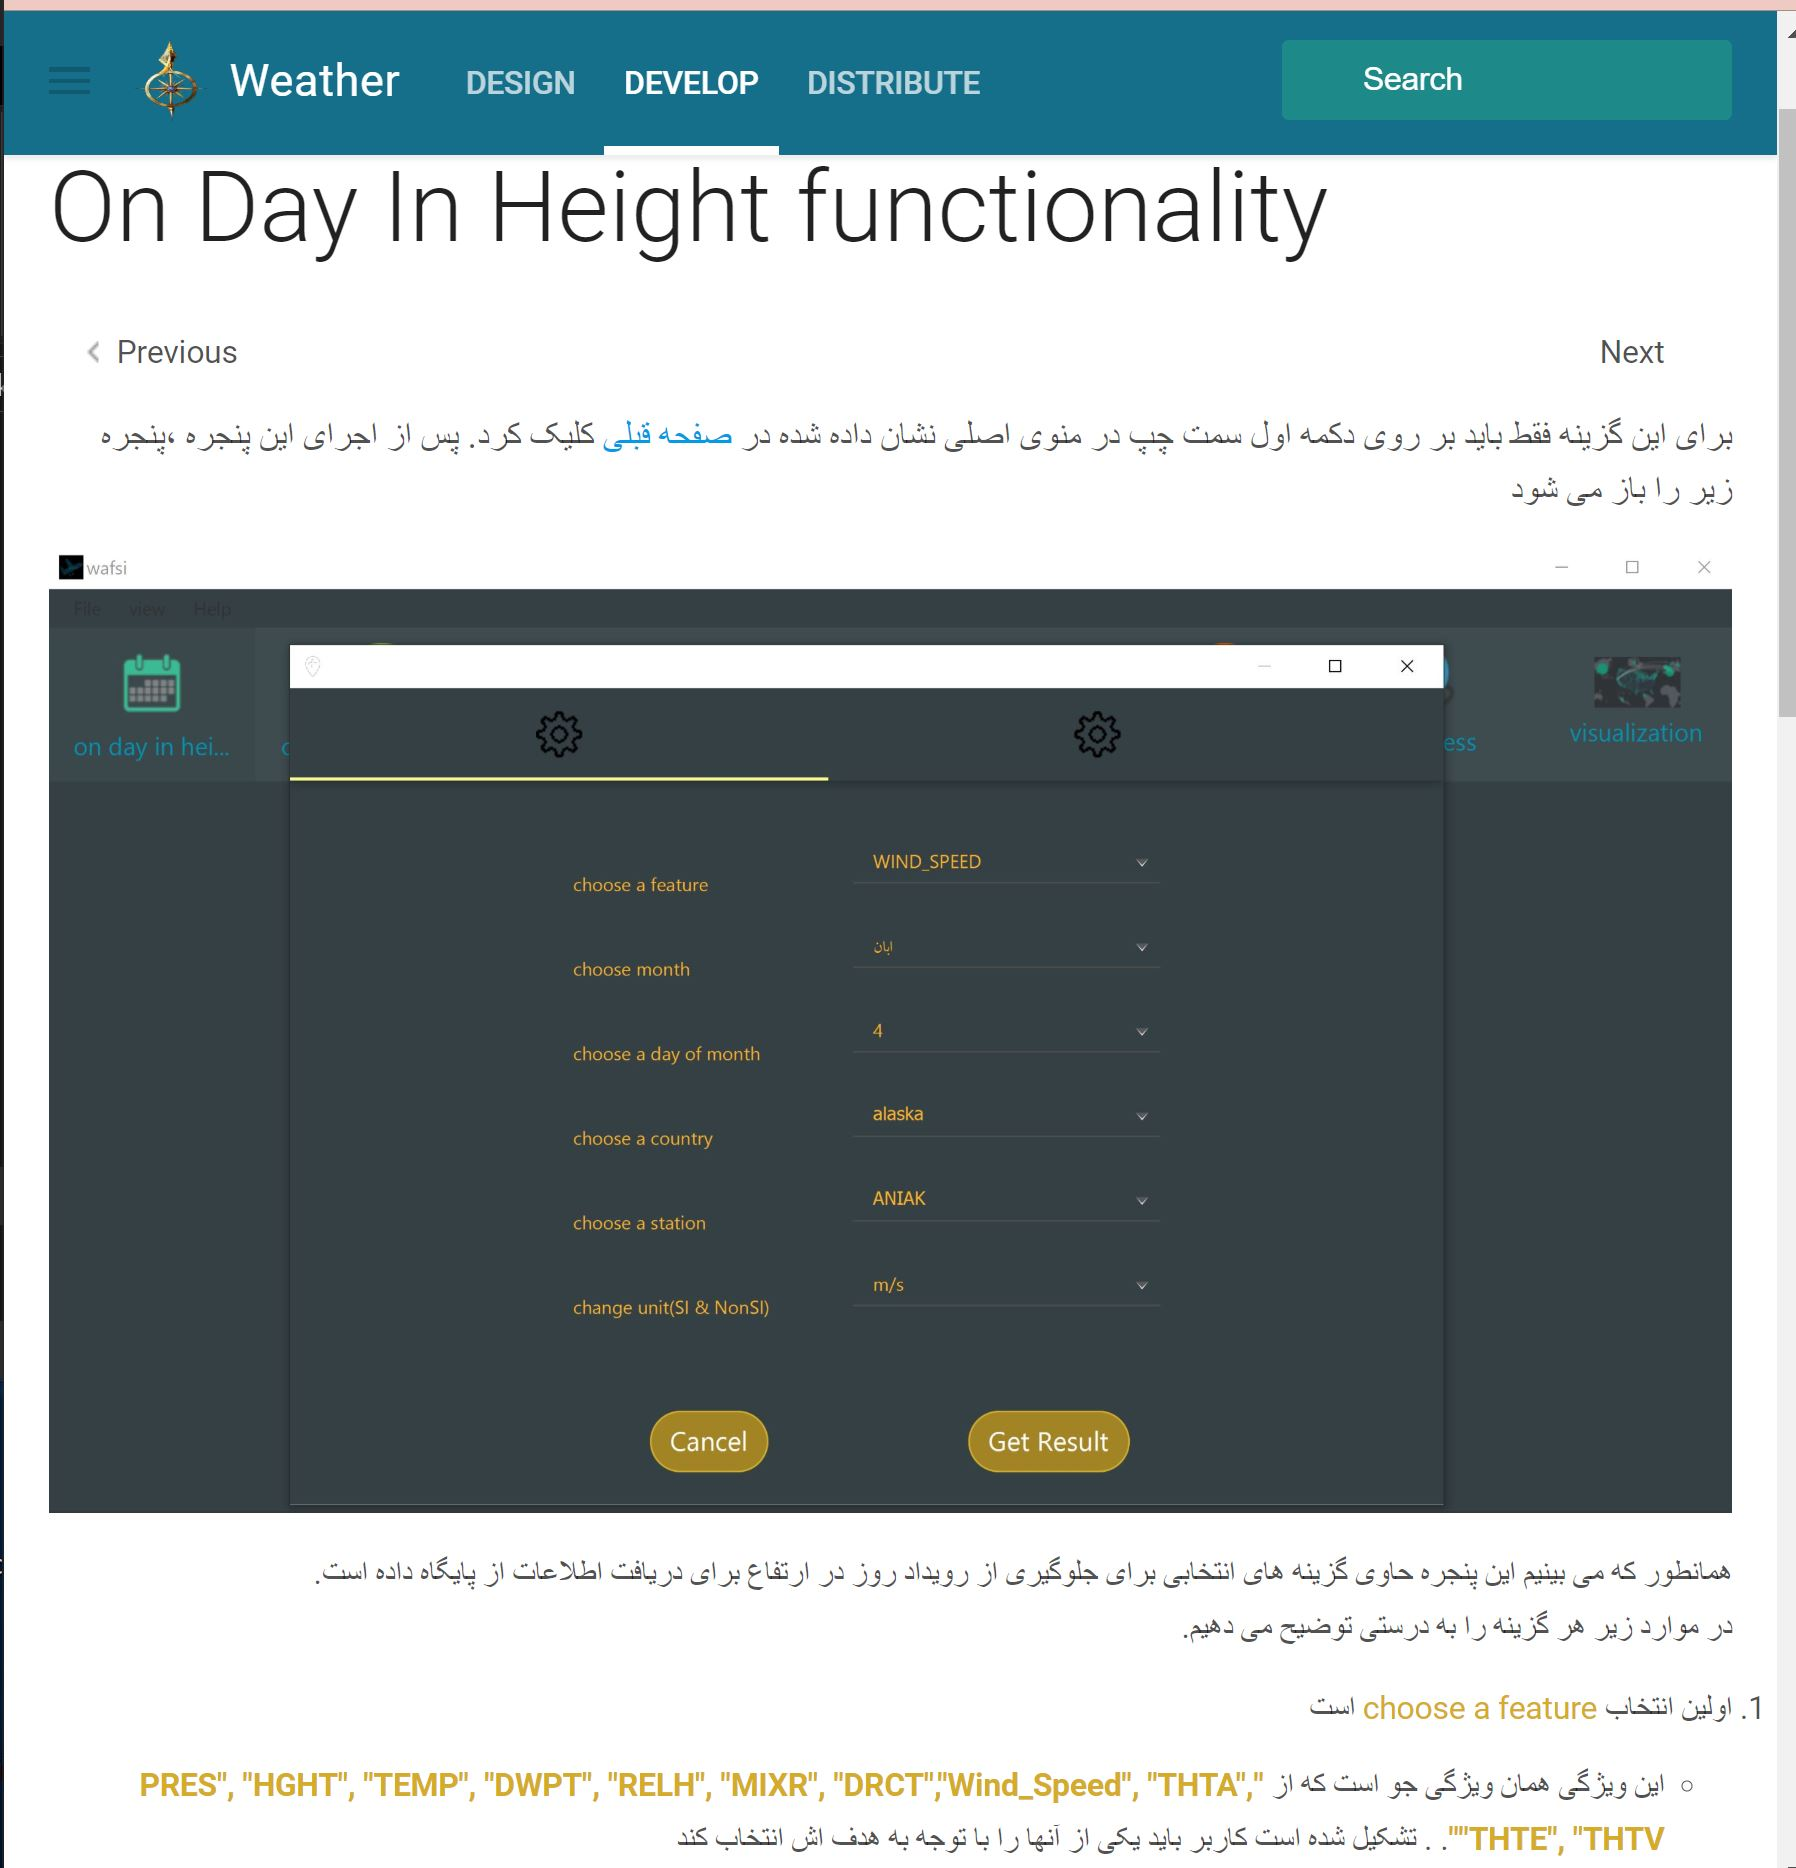 Weather DESIGN DEVELOP DISTRIBUTE Search
On Day In Height functionality
Previous Next
برای این گزینه فقط باید بر روی دکمه اول سمت چپ در منوی اصلی نشان داده شده در صفحه قبلی کلیک کرد. پس از اجرای این پنجره ،پنجره
زیر را باز می شود
wafsi
File view Help
on day in hei... ess visualization
WIND_SPEED
choose a feature
ابان
choose month
4
choose a day of month
alaska
choose a country
ANIAK
choose a station
m/s
change unit(SI & NonSI)
Cancel Get Result
همانطور که می بینیم این پنجره حاوی گزینه های انتخابی برای جلوگیری از رویداد روز در ارتفاع برای دریافت اطلاعات از پایگاه داده است.
در موارد زیر هر گزینه را به درستی توضیح می دهیم.
1. اولین انتخاب choose a feature است
این ویژگی همان ویژگی جو است که از "PRES", "HGHT", "TEMP", "DWPT", "RELH", "MIXR", "DRCT","Wind_Speed", "THTA",
"THTE", "THTV"". . تشکیل شده است کاربر باید یکی از آنها را با توجه به هدف اش انتخاب کند